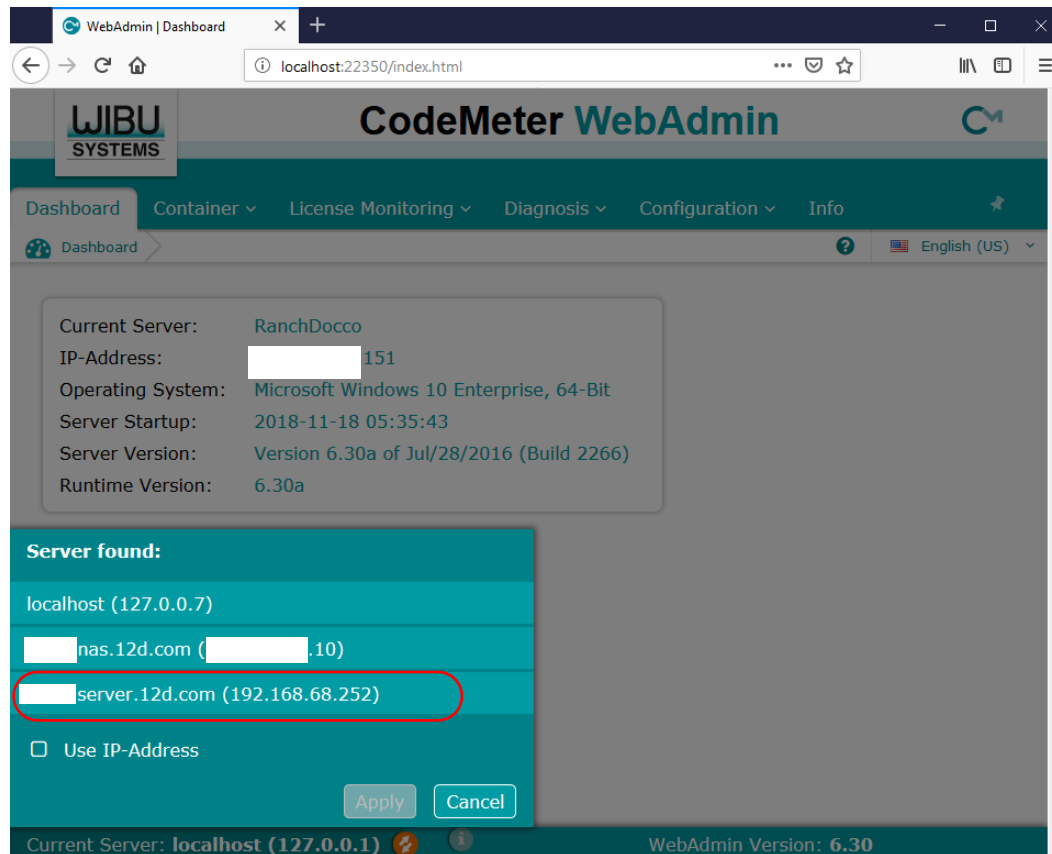 WebAdmin | Dashboard
localhost:22350/index.html
WIBU
SYSTEMS
CodeMeter WebAdmin
Dashboard Container License Monitoring Diagnosis Configuration Info
Dashboard
English (US)
Current Server: RanchDocco
IP-Address: 151
Operating System: Microsoft Windows 10 Enterprise, 64-Bit
Server Startup: 2018-11-18 05:35:43
Server Version: Version 6.30a of Jul/28/2016 (Build 2266)
Runtime Version: 6.30a
Server found:
localhost (127.0.0.7)
nas.12d.com ( .10)
server.12d.com (192.168.68.252)
Use IP-Address
Apply Cancel
Current Server: localhost (127.0.0.1) WebAdmin Version: 6.30